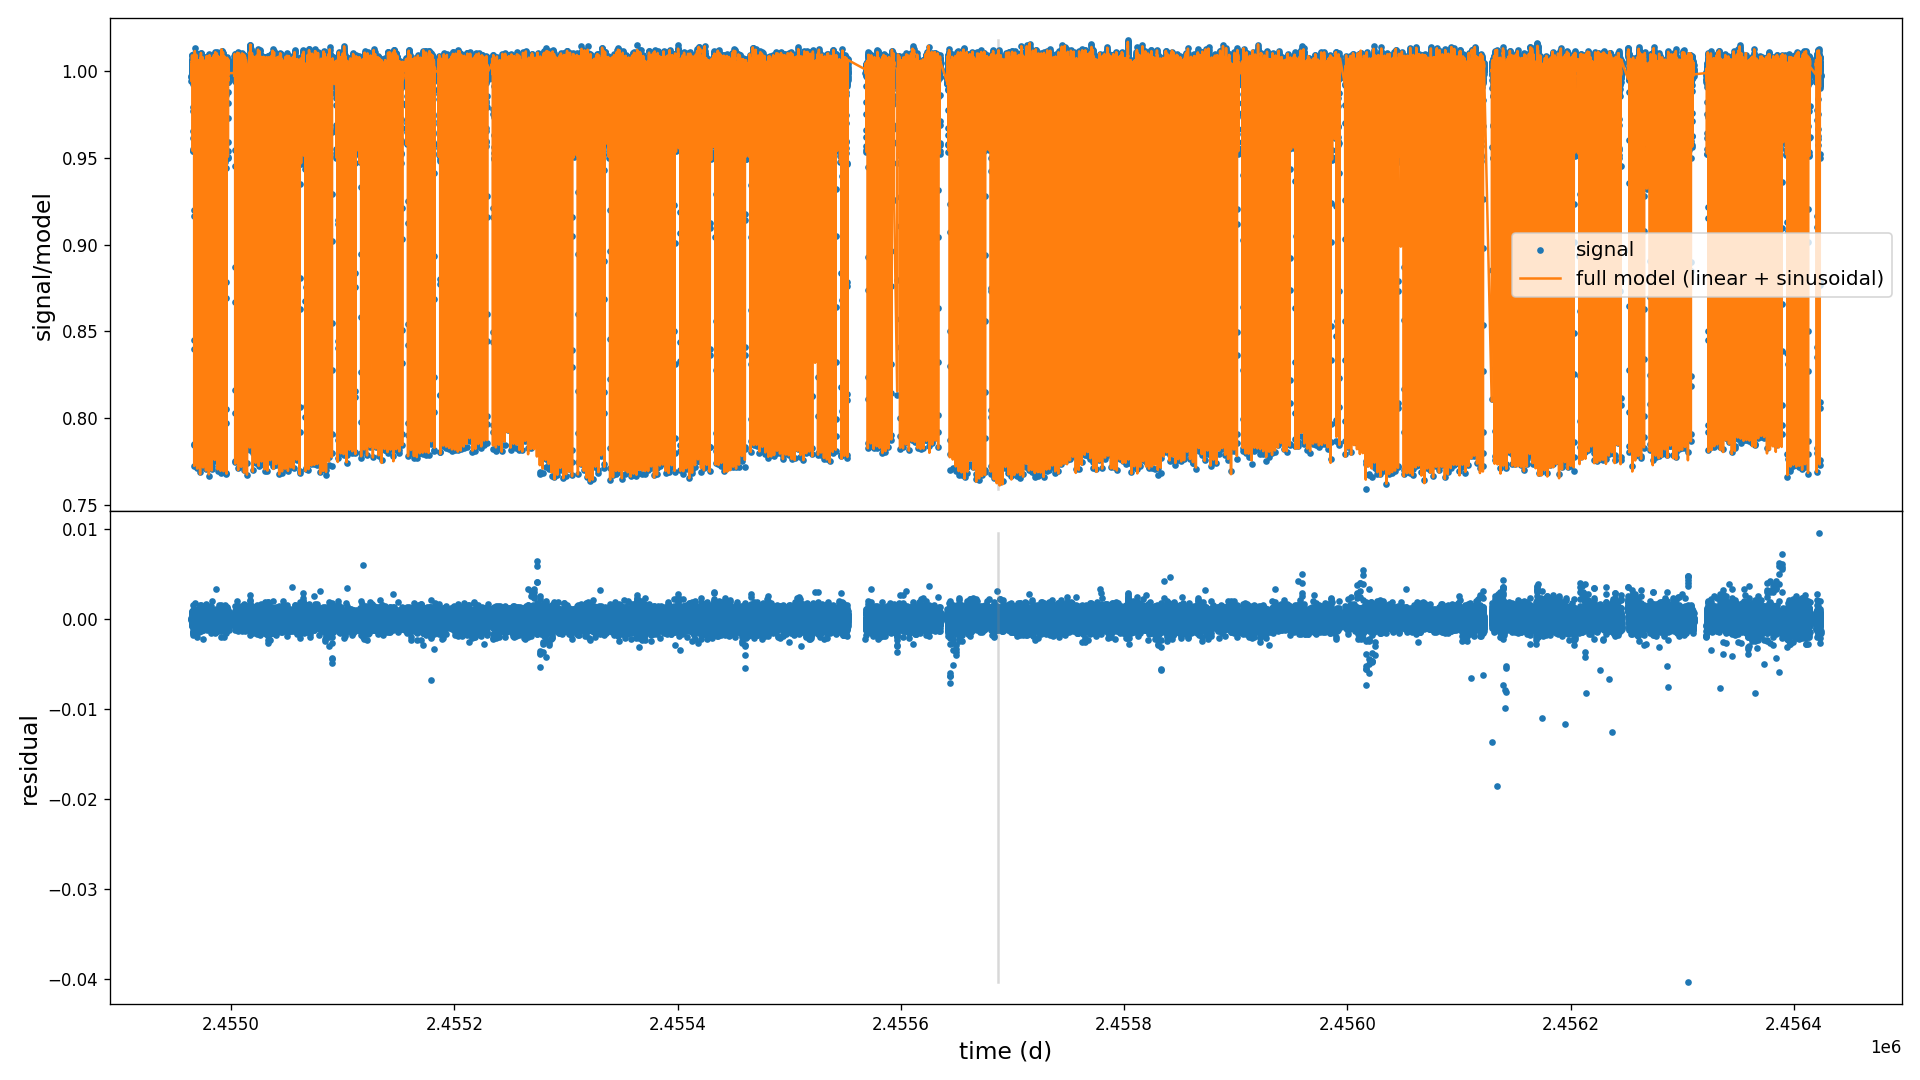 signal/model
1.00
0.95
0.90
0.85
0.80
0.75
signal
full model (linear + sinusoidal)
residual
0.01
0.00
−0.01
−0.02
−0.03
−0.04
2.4550 2.4552 2.4554 2.4556 2.4558 2.4560 2.4562 2.4564
1e6
time (d)